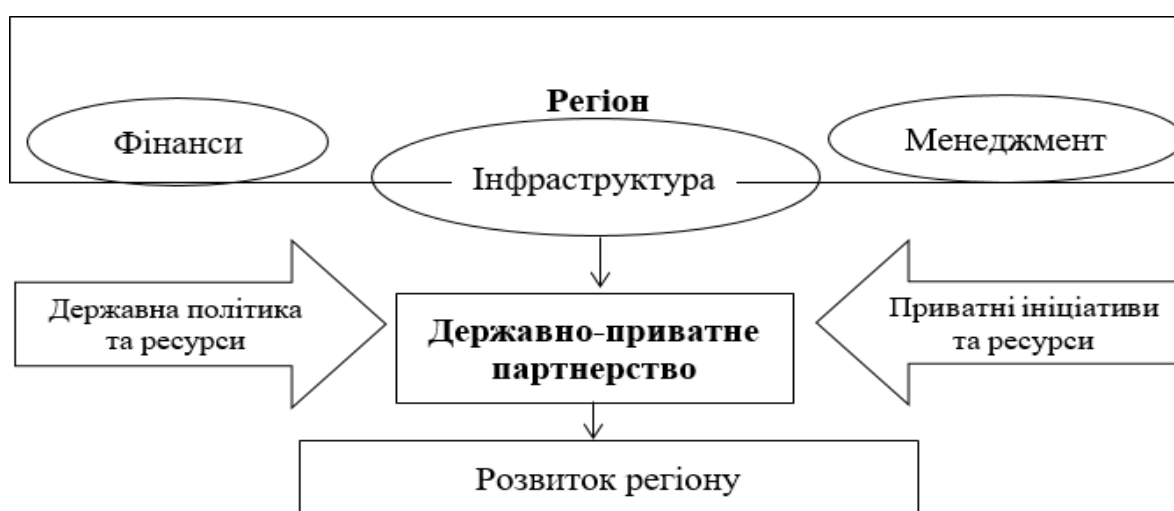 Регіон
Фінанси
Інфраструктура
Менеджмент
Державна політика
та ресурси
Державно-приватне
партнерство
Приватні ініціативи
та ресурси
Розвиток регіону